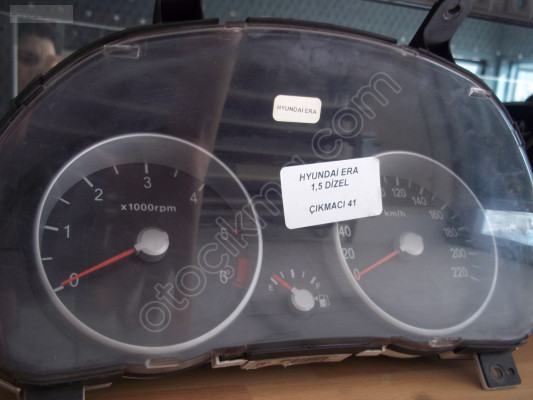 HYUNDAİ ERA
HYUNDAİ ERA
1,5 DİZEL
ÇIKMACI 41
otocikma.com
x1000rpm
0
1
2
3
4
6
km/h
0
20
40
120
140
160
180
200
220